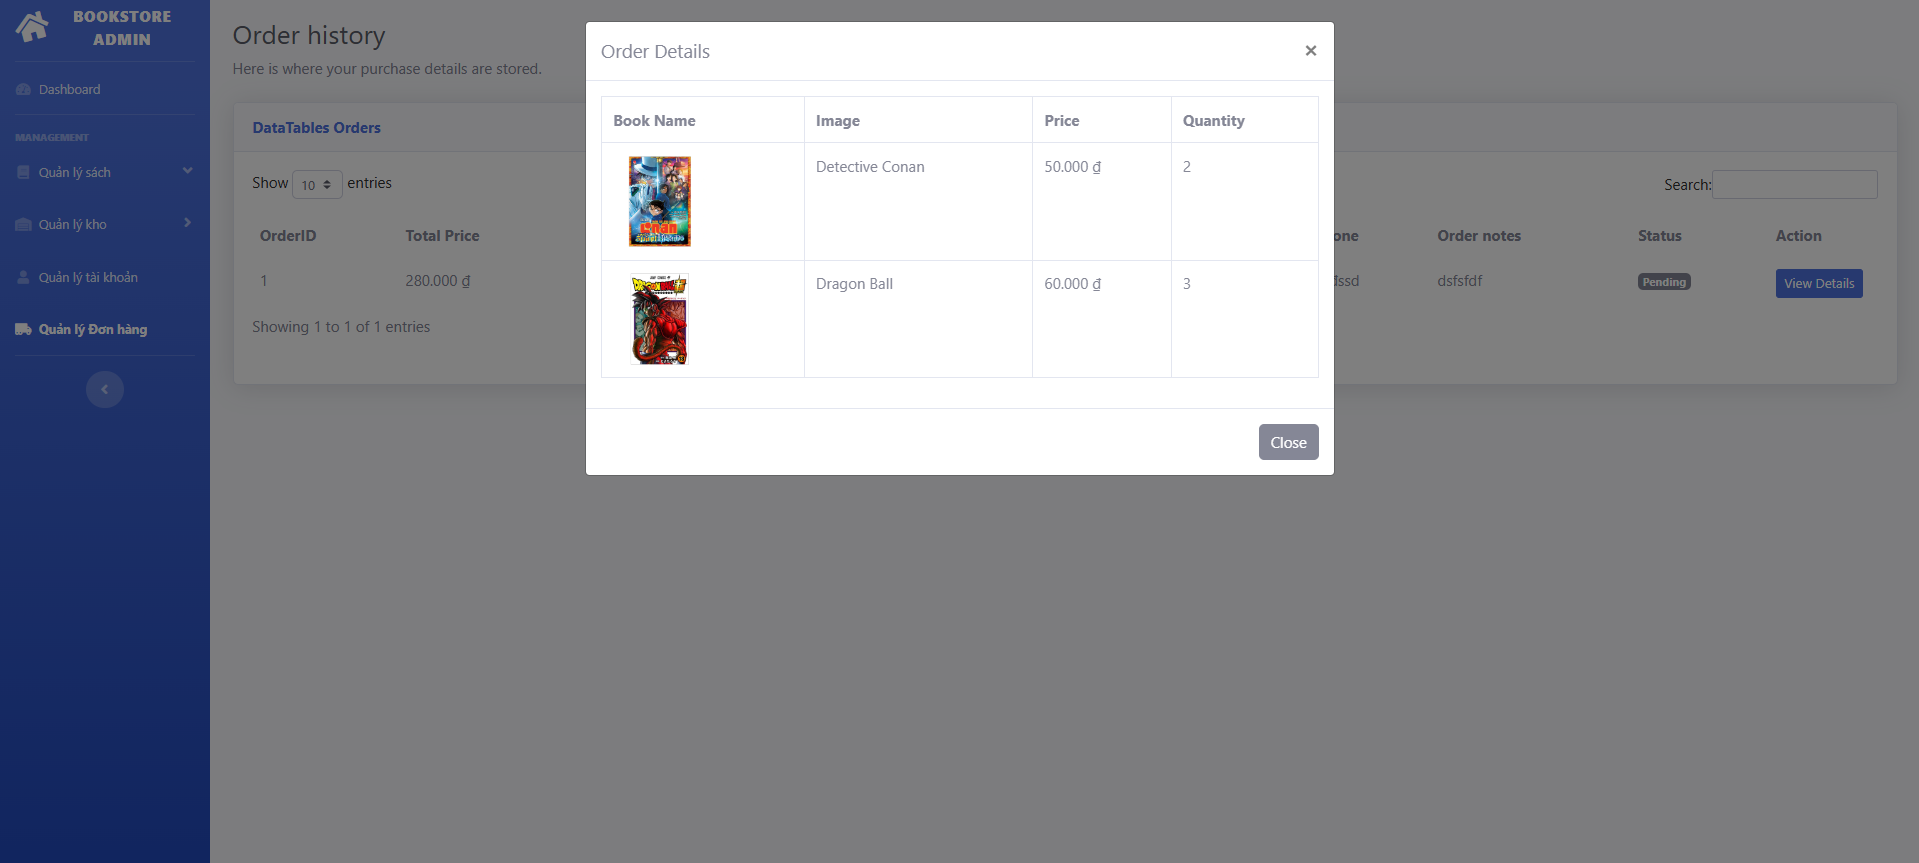 BOOKSTORE
ADMIN
Dashboard
MANAGEMENT
Quản lý sách
Quản lý kho
Quản lý tài khoản
Quản lý Đơn hàng
Order history
Here is where your purchase details are stored.
DataTables Orders
Show 10 entries
Search:
OrderID Total Price one Order notes Status Action
1 280.000 ₫ dssd dsfsfdf Pending View Details
Showing 1 to 1 of 1 entries
Order Details ×
Book Name Image Price Quantity
Conan
Detective Conan 50.000 ₫ 2
Dragon Ball 60.000 ₫ 3
Close